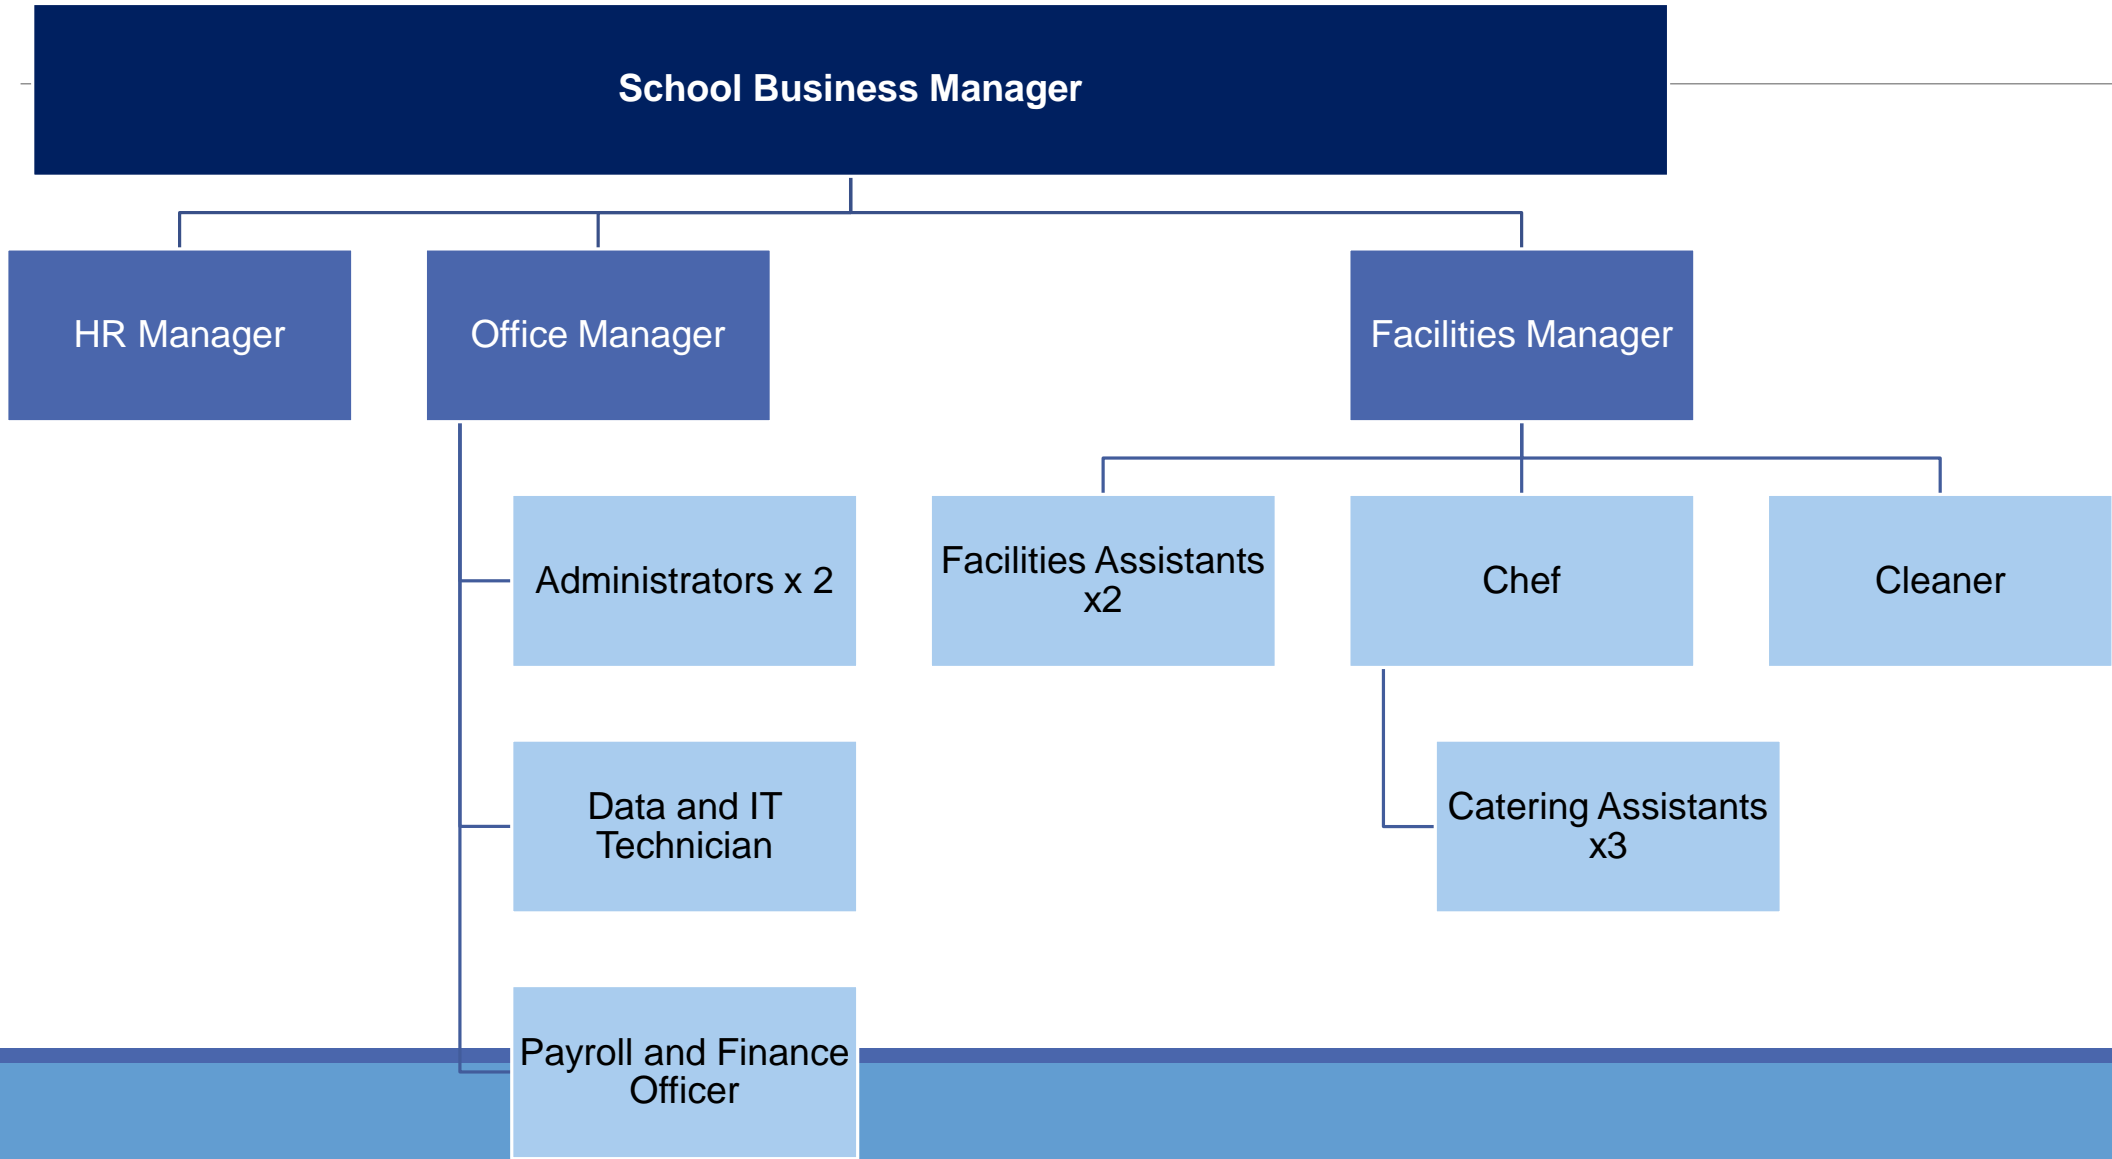 School Business Manager
HR Manager
Office Manager
Facilities Manager
Administrators x 2
Facilities Assistants
x2
Chef
Cleaner
Data and IT
Technician
Catering Assistants
x3
Payroll and Finance
Officer